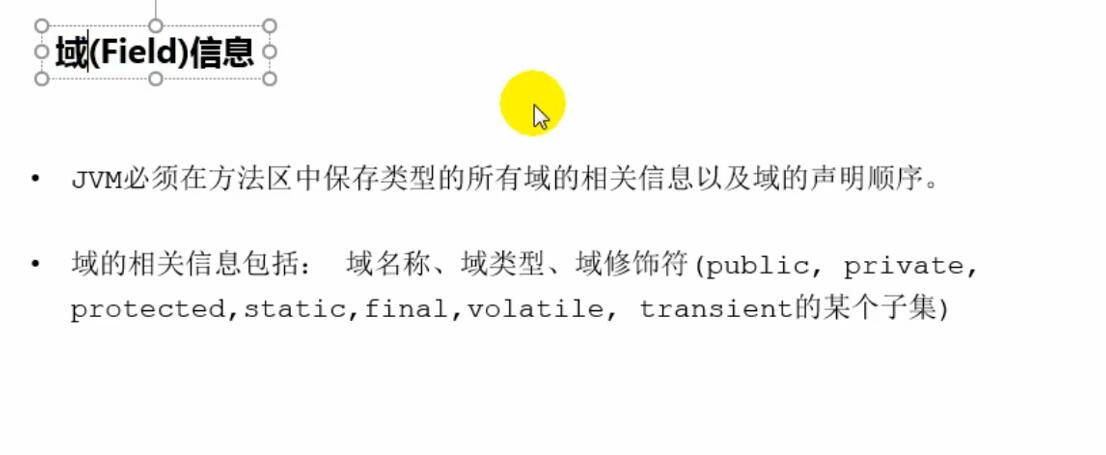 域(Field)信息
• JVM必须在方法区中保存类型的所有域的相关信息以及域的声明顺序。
• 域的相关信息包括： 域名称、域类型、域修饰符(public, private,
protected,static,final,volatile, transient的某个子集)